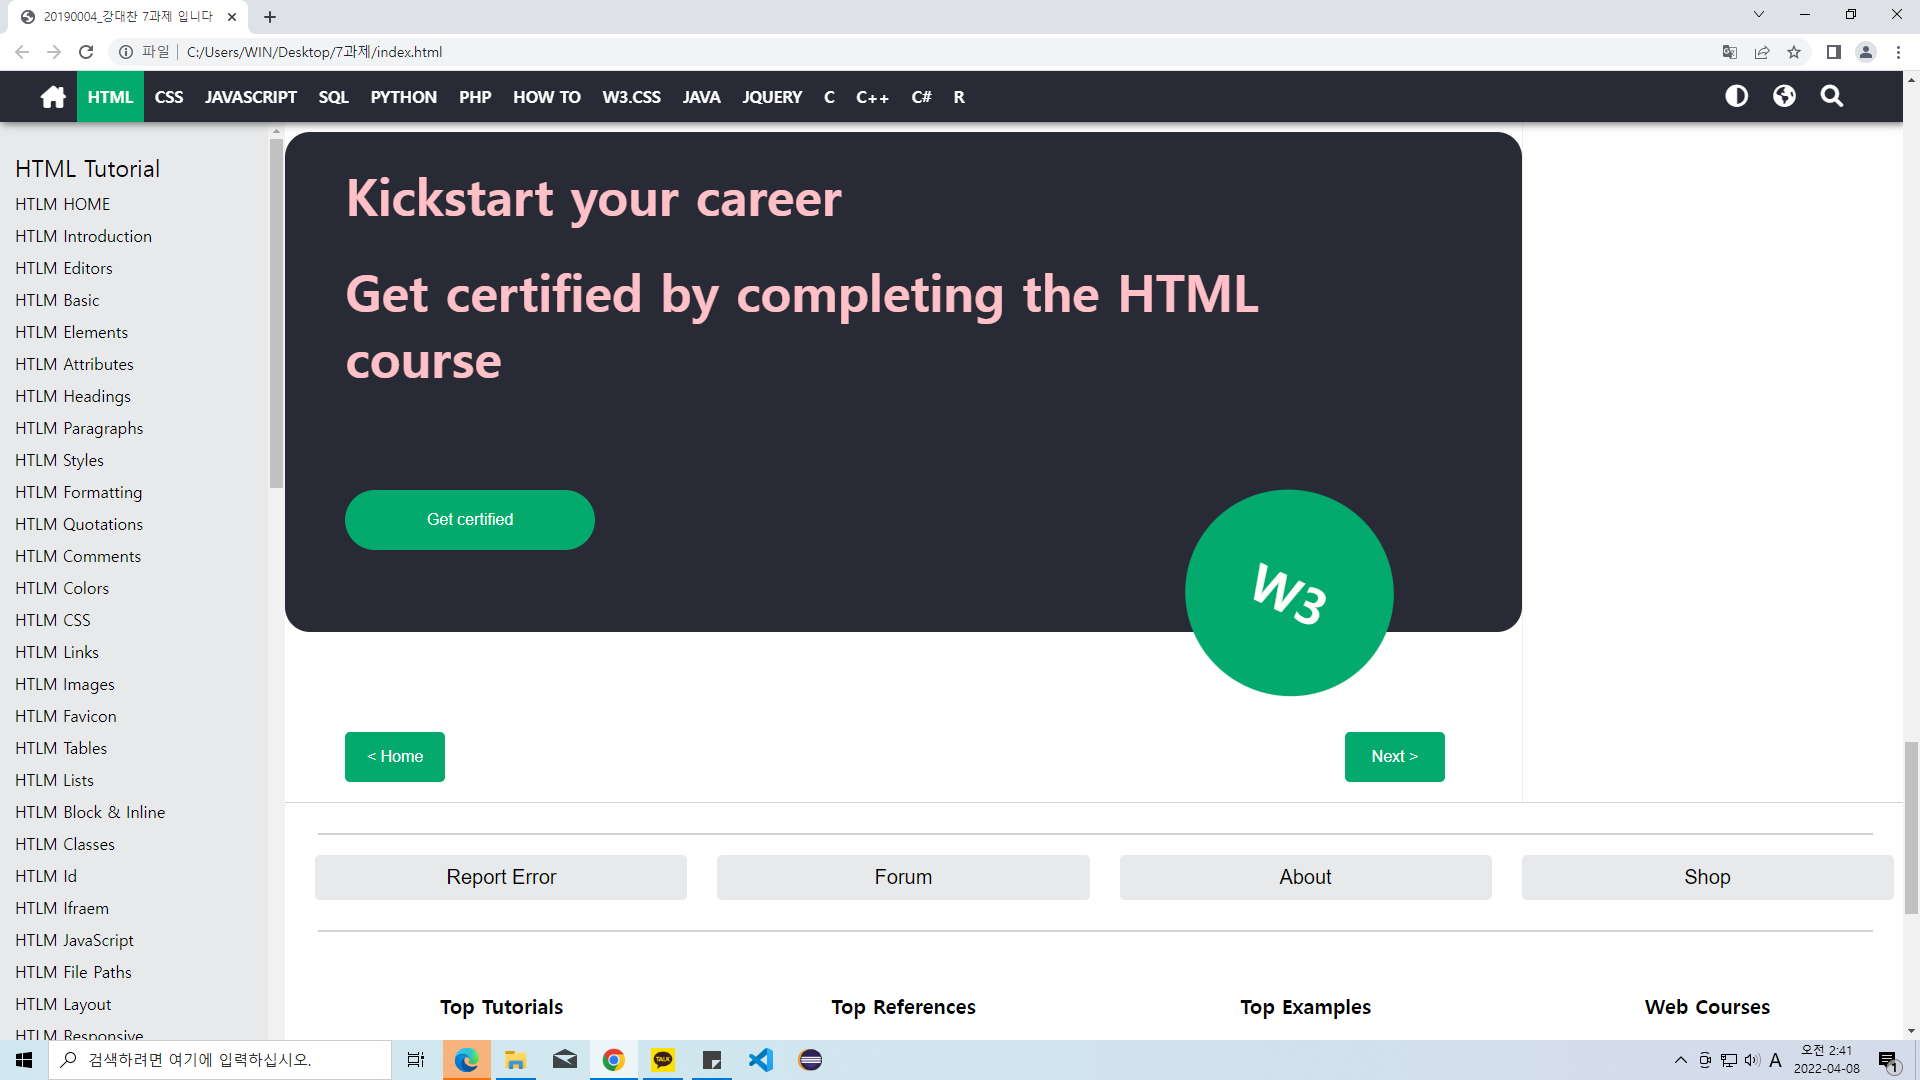 20190004_강대찬 7과제 입니다
파일 C:/Users/WIN/Desktop/7과제/index.html
HTML CSS JAVASCRIPT SQL PYTHON PHP HOW TO W3.CSS JAVA JQUERY C C++ C# R
HTML Tutorial
HTLM HOME
HTLM Introduction
HTLM Editors
HTLM Basic
HTLM Elements
HTLM Attributes
HTLM Headings
HTLM Paragraphs
HTLM Styles
HTLM Formatting
HTLM Quotations
HTLM Comments
HTLM Colors
HTLM CSS
HTLM Links
HTLM Images
HTLM Favicon
HTLM Tables
HTLM Lists
HTLM Block & Inline
HTLM Classes
HTLM Id
HTLM Ifraem
HTLM JavaScript
HTLM File Paths
HTLM Layout
HTLM Responsive
Kickstart your career
Get certified by completing the HTML
course
Get certified
W3
< Home
Next >
Report Error Forum About Shop
Top Tutorials Top References Top Examples Web Courses
검색하려면 여기에 입력하십시오.
TALK
A
오전 2:41
2022-04-08
1